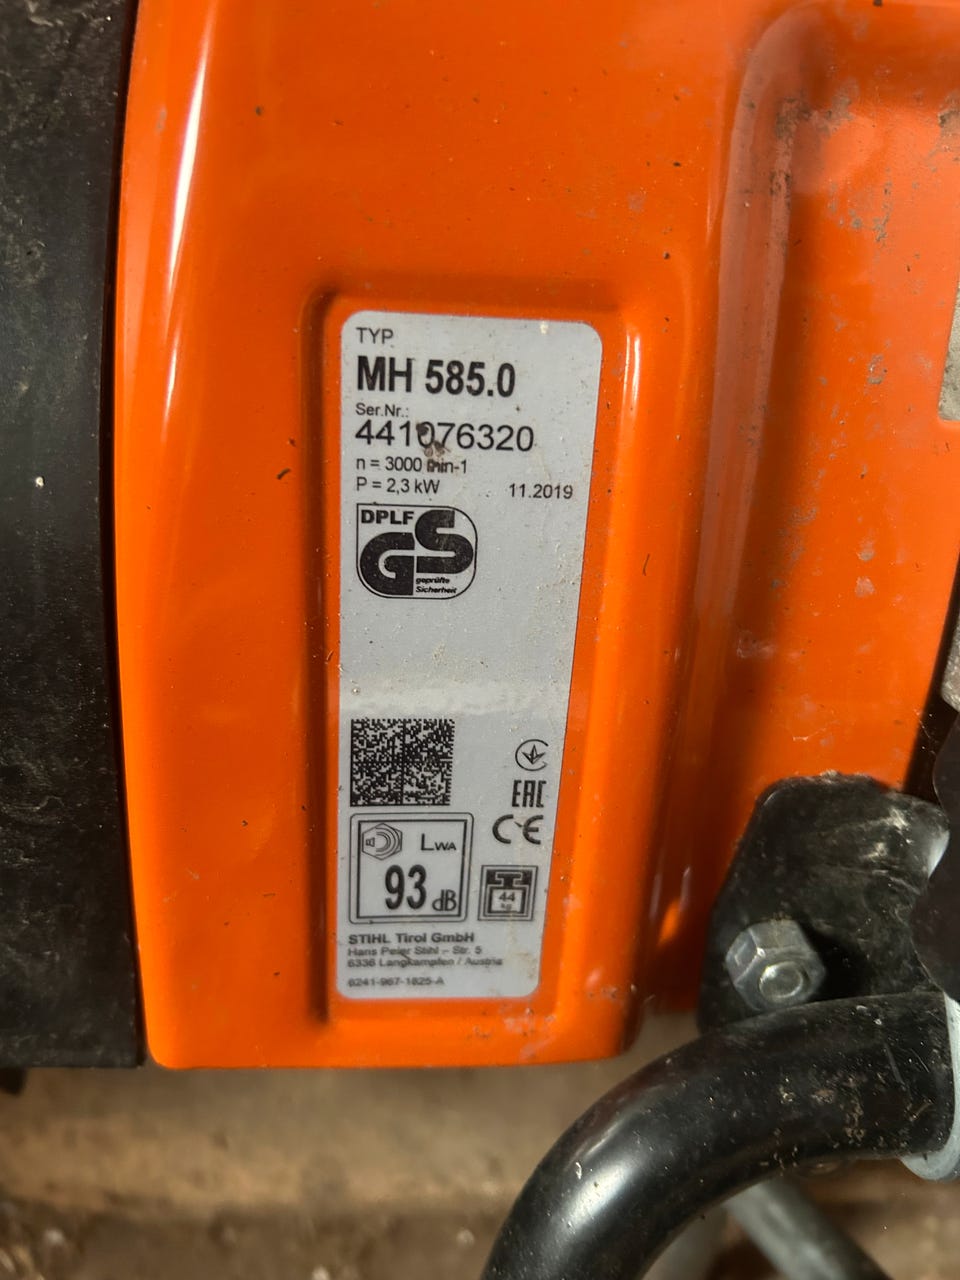 TYP
MH 585.0
Ser.Nr.:
441076320
n = 3000 min-1
P = 2,3 kW 11.2019
DPLF
GS
geprüfte
Sicherheit
EAC
CE
LWA
93 dB
44
kg
STIHL Tirol GmbH
Hans Peter Stihl – Str. 5
6336 Langkampfen / Austria
6241-967-1825-A